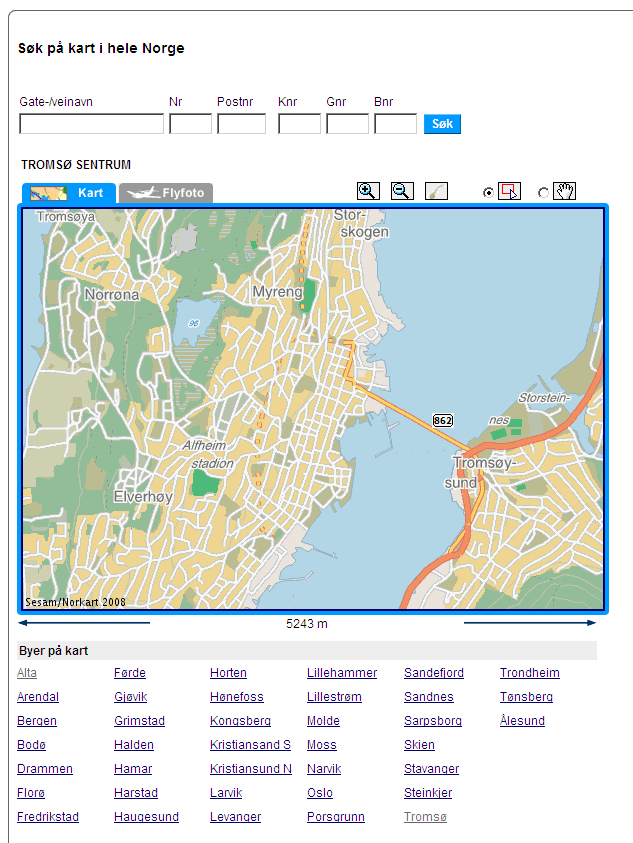 Søk på kart i hele Norge
Gate-/veinavn Nr Postnr Knr Gnr Bnr
Søk
TROMSØ SENTRUM
Kart Flyfoto
Tromsøya
Stor-
skogen
Norrøna
Myreng
96
862
Storstein-
nes
Alfheim
stadion
Tromsøy-
sund
Elverhøy
Sesam/Norkart 2008
5243 m
Byer på kart
Alta Førde Horten Lillehammer Sandefjord Trondheim
Arendal Gjøvik Hønefoss Lillestrøm Sandnes Tønsberg
Bergen Grimstad Kongsberg Molde Sarpsborg Ålesund
Bodø Halden Kristiansand S Moss Skien
Drammen Hamar Kristiansund N Narvik Stavanger
Florø Harstad Larvik Oslo Steinkjer
Fredrikstad Haugesund Levanger Porsgrunn Tromsø